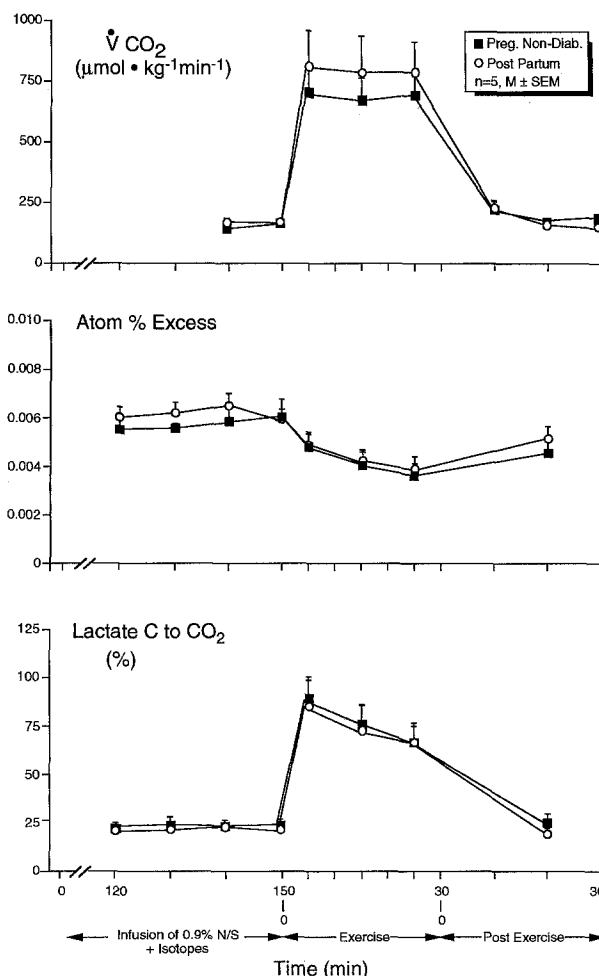 1000
V̇ CO₂
(μmol • kg⁻¹min⁻¹)
750
500
250
0
■ Preg. Non-Diab.
○ Post Partum
n=5, M ± SEM
0.010
Atom % Excess
0.008
0.006
0.004
0.002
0
125
Lactate C to CO₂
(%)
100
75
50
25
0
0 120 150 30 30
0 0
Infusion of 0.9% N/S Exercise Post Exercise
+ Isotopes
Time (min)